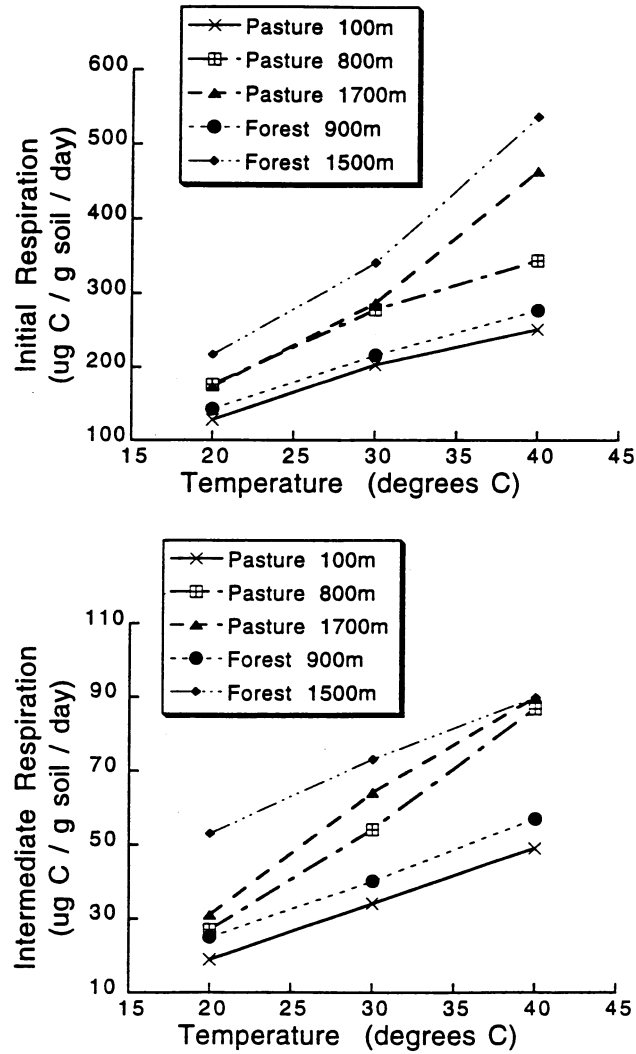 Pasture 100m
Pasture 800m
Pasture 1700m
Forest 900m
Forest 1500m
600
500
400
300
200
100
Initial Respiration
(ug C / g soil / day)
15 20 25 30 35 40 45
Temperature (degrees C)
Pasture 100m
Pasture 800m
Pasture 1700m
Forest 900m
Forest 1500m
110
90
70
50
30
10
Intermediate Respiration
(ug C / g soil / day)
15 20 25 30 35 40 45
Temperature (degrees C)